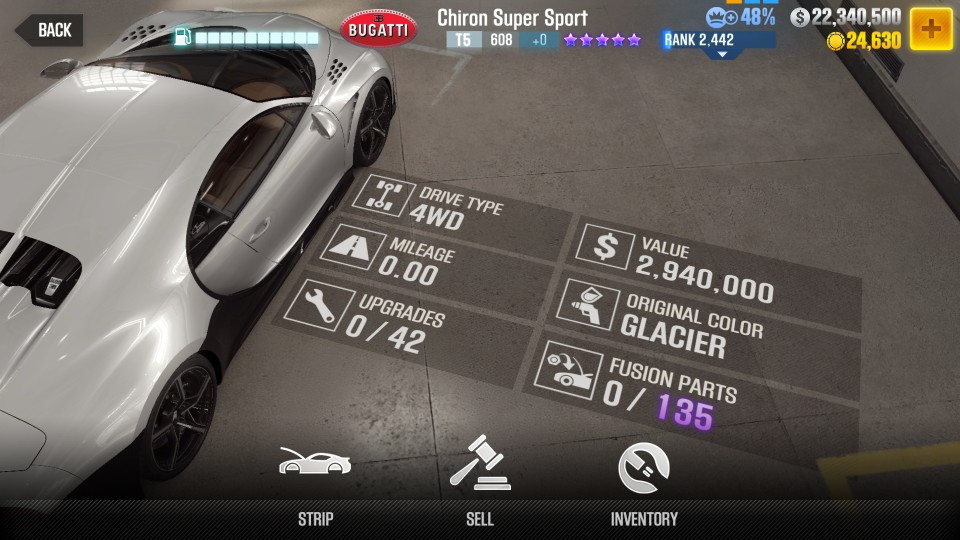 BACK
BUGATTI
Chiron Super Sport
T5 608 +0
48%
RANK 2,442
$ 22,340,500
24,630
DRIVE TYPE
4WD
MILEAGE
0.00
UPGRADES
0 / 42
$ VALUE
2,940,000
ORIGINAL COLOR
GLACIER
FUSION PARTS
0 / 135
STRIP
SELL
INVENTORY